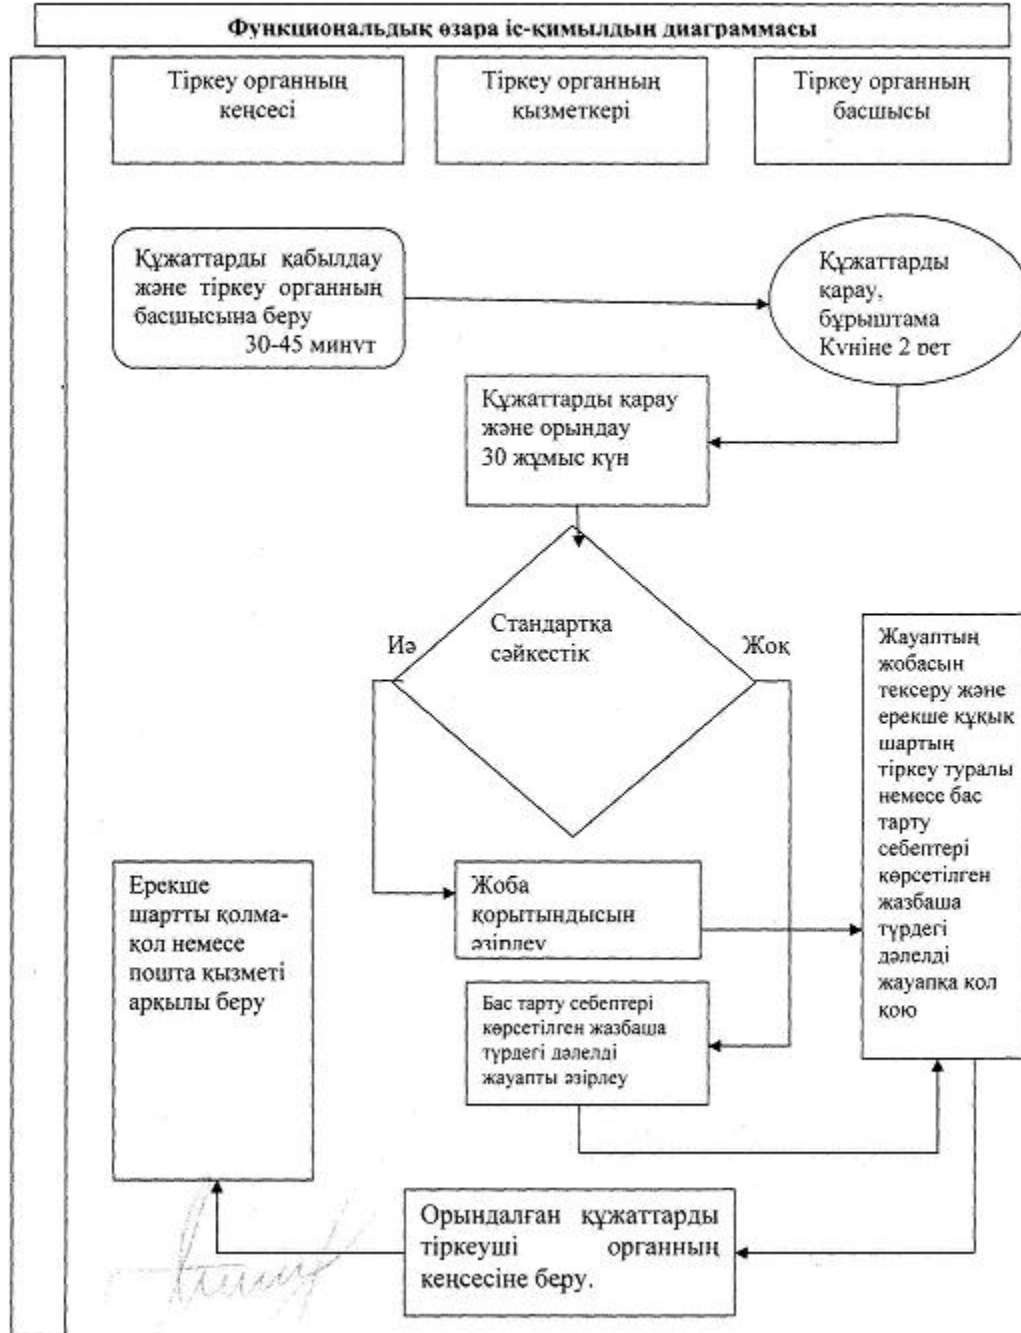 Функциональдық өзара іс-қимылдың диаграммасы
Тіркеу органның
кеңсесі
Тіркеу органның
қызметкері
Тіркеу органның
басшысы
Құжаттарды қабылдау
және тіркеу органның
басшысына беру
30-45 минут
Құжаттарды
қарау,
бұрыштама
Күніне 2 рет
Құжаттарды қарау
және орындау
30 жұмыс күн
Стандартқа
сәйкестік
Иә
Жоқ
Жауаптың
жобасын
тексеру және
ерекше құқык
шартың
тіркеу туралы
немесе бас
тарту
себептері
көрсетілген
жазбаша
түрдегі
дәлелді
жауапқа кол
қою
Жоба
қорытындысын
әзірлеу
Бас тарту себептері
көрсетілген жазбаша
түрдегі дәлелді
жауапты әзірлеу
Ерекше
шартты қолма-
қол немесе
пошта қызметі
арқылы беру
Орындалған құжаттарды
тіркеуші органның
кеңсесіне беру.